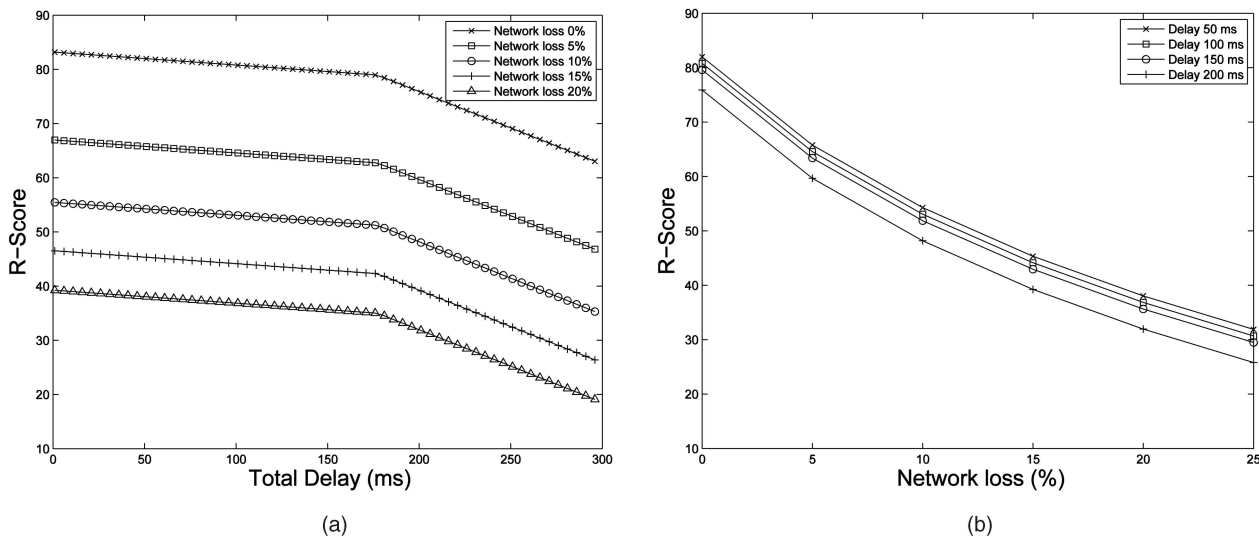 90
80
70
60
50
40
30
20
10
R-Score
0
50
100
150
200
250
300
Total Delay (ms)
Network loss 0%
Network loss 5%
Network loss 10%
Network loss 15%
Network loss 20%
(a)
90
80
70
60
50
40
30
20
10
R-Score
0
5
10
15
20
25
Network loss (%)
Delay 50 ms
Delay 100 ms
Delay 150 ms
Delay 200 ms
(b)